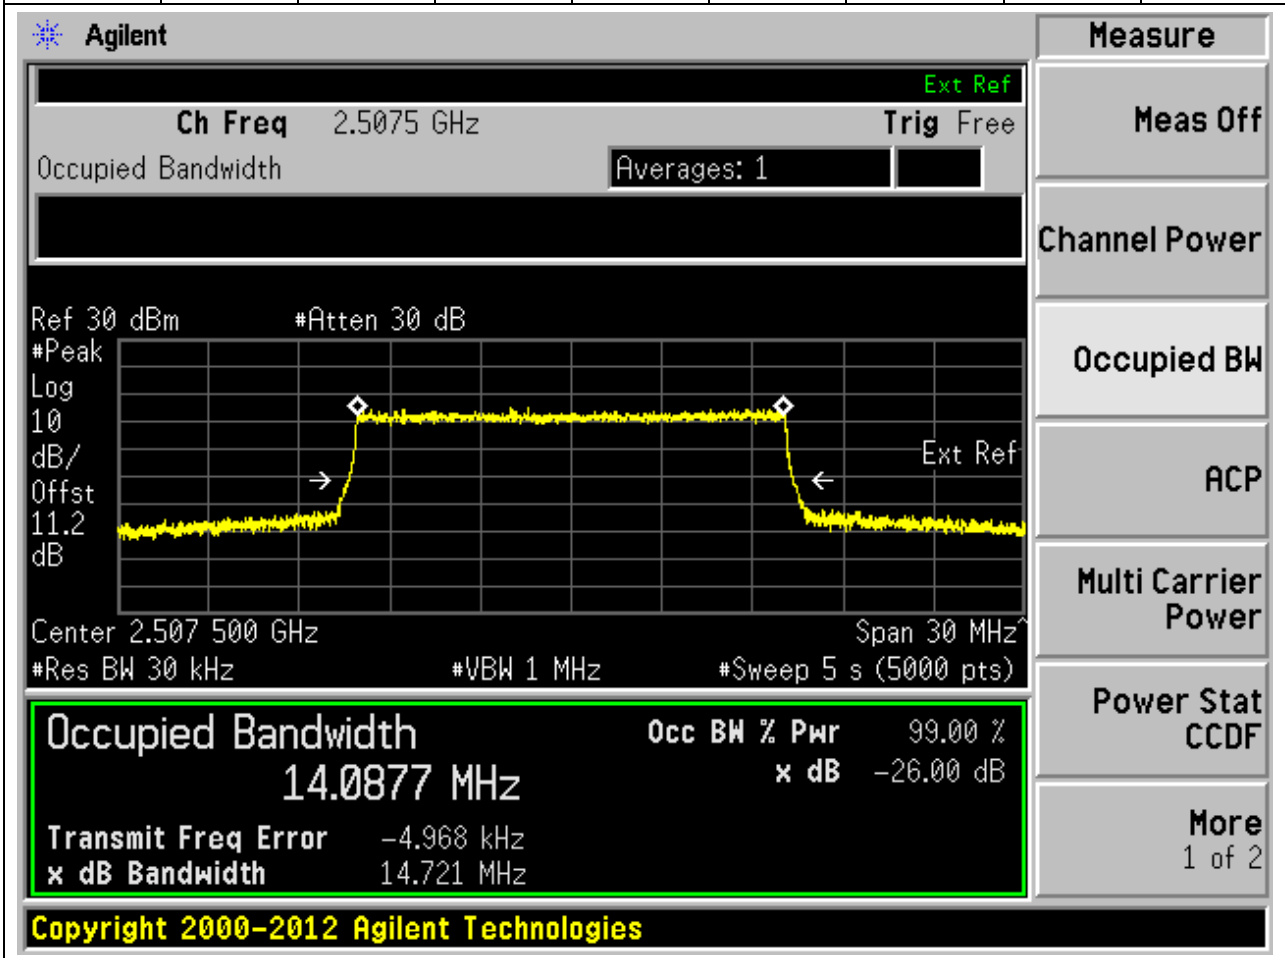 Agilent
Measure
Ext Ref
Ch Freq 2.5075 GHz Trig Free
Meas Off
Occupied Bandwidth Averages: 1
Channel Power
Ref 30 dBm #Atten 30 dB
#Peak
Log
10
dB/
Offst
11.2
dB
Ext Ref
Occupied BW
ACP
Center 2.507 500 GHz Span 30 MHz^
#Res BW 30 kHz #VBW 1 MHz #Sweep 5 s (5000 pts)
Multi Carrier
Power
Occupied Bandwidth Occ BW % Pwr 99.00 %
14.0877 MHz x dB -26.00 dB
Transmit Freq Error -4.968 kHz
x dB Bandwidth 14.721 MHz
Power Stat
CCDF
More
1 of 2
Copyright 2000-2012 Agilent Technologies